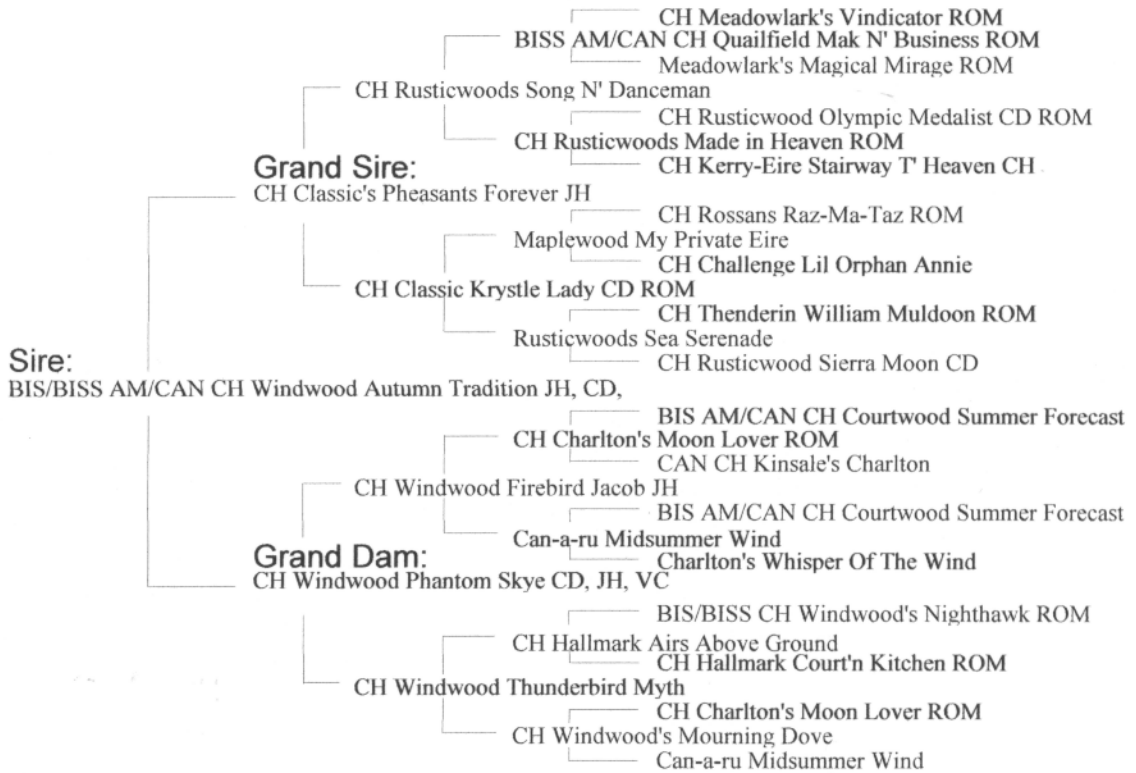 CH Meadowlark's Vindicator ROM
BISS AM/CAN CH Quailfield Mak N' Business ROM
Meadowlark's Magical Mirage ROM
CH Rusticwoods Song N' Danceman
CH Rusticwood Olympic Medalist CD ROM
CH Rusticwoods Made in Heaven ROM
CH Kerry-Eire Stairway T' Heaven CH
Grand Sire:
CH Classic's Pheasants Forever JH
CH Rossans Raz-Ma-Taz ROM
Maplewood My Private Eire
CH Challenge Lil Orphan Annie
CH Classic Krystle Lady CD ROM
CH Thenderin William Muldoon ROM
Rusticwoods Sea Serenade
CH Rusticwood Sierra Moon CD
Sire:
BIS/BISS AM/CAN CH Windwood Autumn Tradition JH, CD,
BIS AM/CAN CH Courtwood Summer Forecast
CH Charlton's Moon Lover ROM
CAN CH Kinsale's Charlton
CH Windwood Firebird Jacob JH
BIS AM/CAN CH Courtwood Summer Forecast
Can-a-ru Midsummer Wind
Charlton's Whisper Of The Wind
Grand Dam:
CH Windwood Phantom Skye CD, JH, VC
BIS/BISS CH Windwood's Nighthawk ROM
CH Hallmark Airs Above Ground
CH Hallmark Court'n Kitchen ROM
CH Windwood Thunderbird Myth
CH Charlton's Moon Lover ROM
CH Windwood's Mourning Dove
Can-a-ru Midsummer Wind